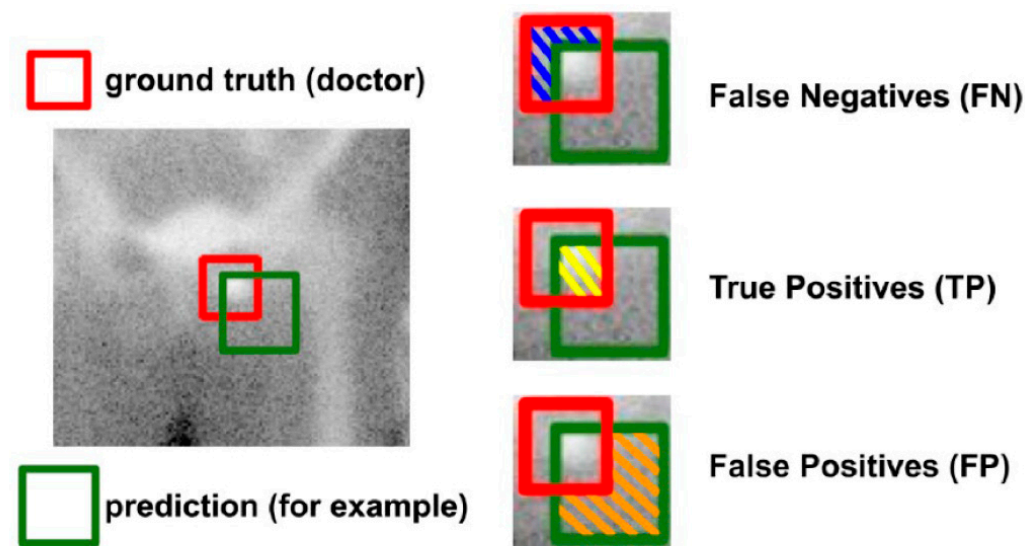 ground truth (doctor)
prediction (for example)
False Negatives (FN)
True Positives (TP)
False Positives (FP)